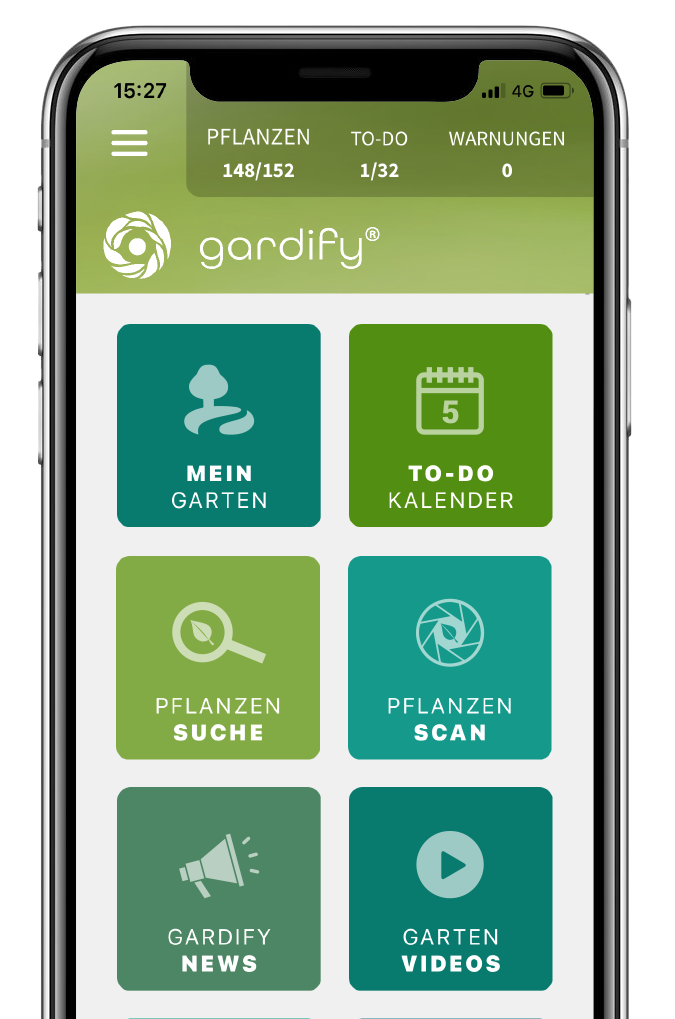 15:27
4G
PFLANZEN TO-DO WARNUNGEN
148/152 1/32 0
gardify®
MEIN
GARTEN
5
TO-DO
KALENDER
PFLANZEN
SUCHE
PFLANZEN
SCAN
GARDIFY
NEWS
GARTEN
VIDEOS